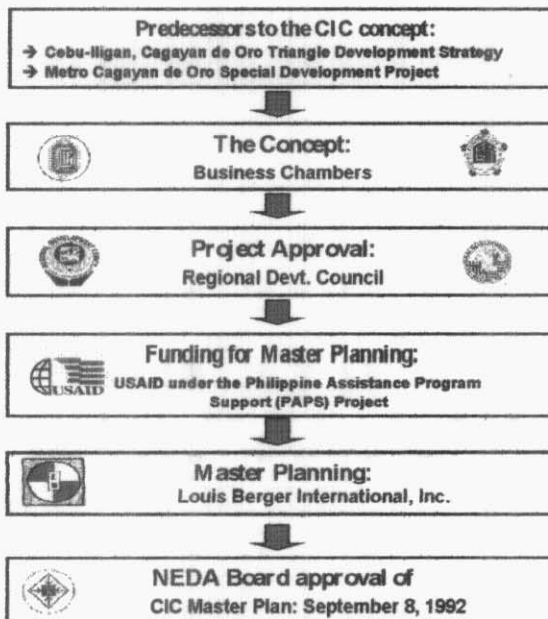 Predecessors to the CIC concept:
→ Cebu-Iligan, Cagayan de Oro Triangle Development Strategy
→ Metro Cagayan de Oro Special Development Project
The Concept:
Business Chambers
Project Approval:
Regional Devt. Council
Funding for Master Planning:
USAID
USAID under the Philippine Assistance Program
Support (PAPS) Project
Master Planning:
Louis Berger International, Inc.
NEDA Board approval of
CIC Master Plan: September 8, 1992